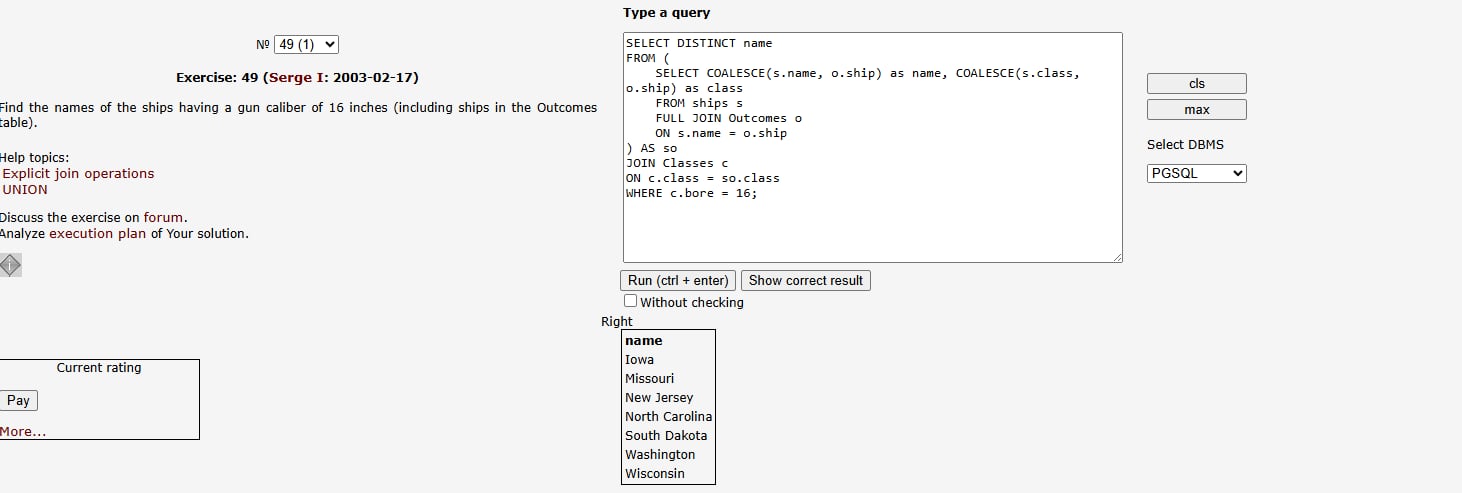 № 49 (1)
Exercise: 49 (Serge I: 2003-02-17)
Find the names of the ships having a gun caliber of 16 inches (including ships in the Outcomes
table).
Help topics:
Explicit join operations
UNION
Discuss the exercise on forum.
Analyze execution plan of Your solution.
Current rating
Pay
More...
Type a query
SELECT DISTINCT name
FROM (
SELECT COALESCE(s.name, o.ship) as name, COALESCE(s.class,
o.ship) as class
FROM ships s
FULL JOIN Outcomes o
ON s.name = o.ship
) AS so
JOIN Classes c
ON c.class = so.class
WHERE c.bore = 16;
Run (ctrl + enter) Show correct result
Without checking
Right
name
Iowa
Missouri
New Jersey
North Carolina
South Dakota
Washington
Wisconsin
cls
max
Select DBMS
PGSQL